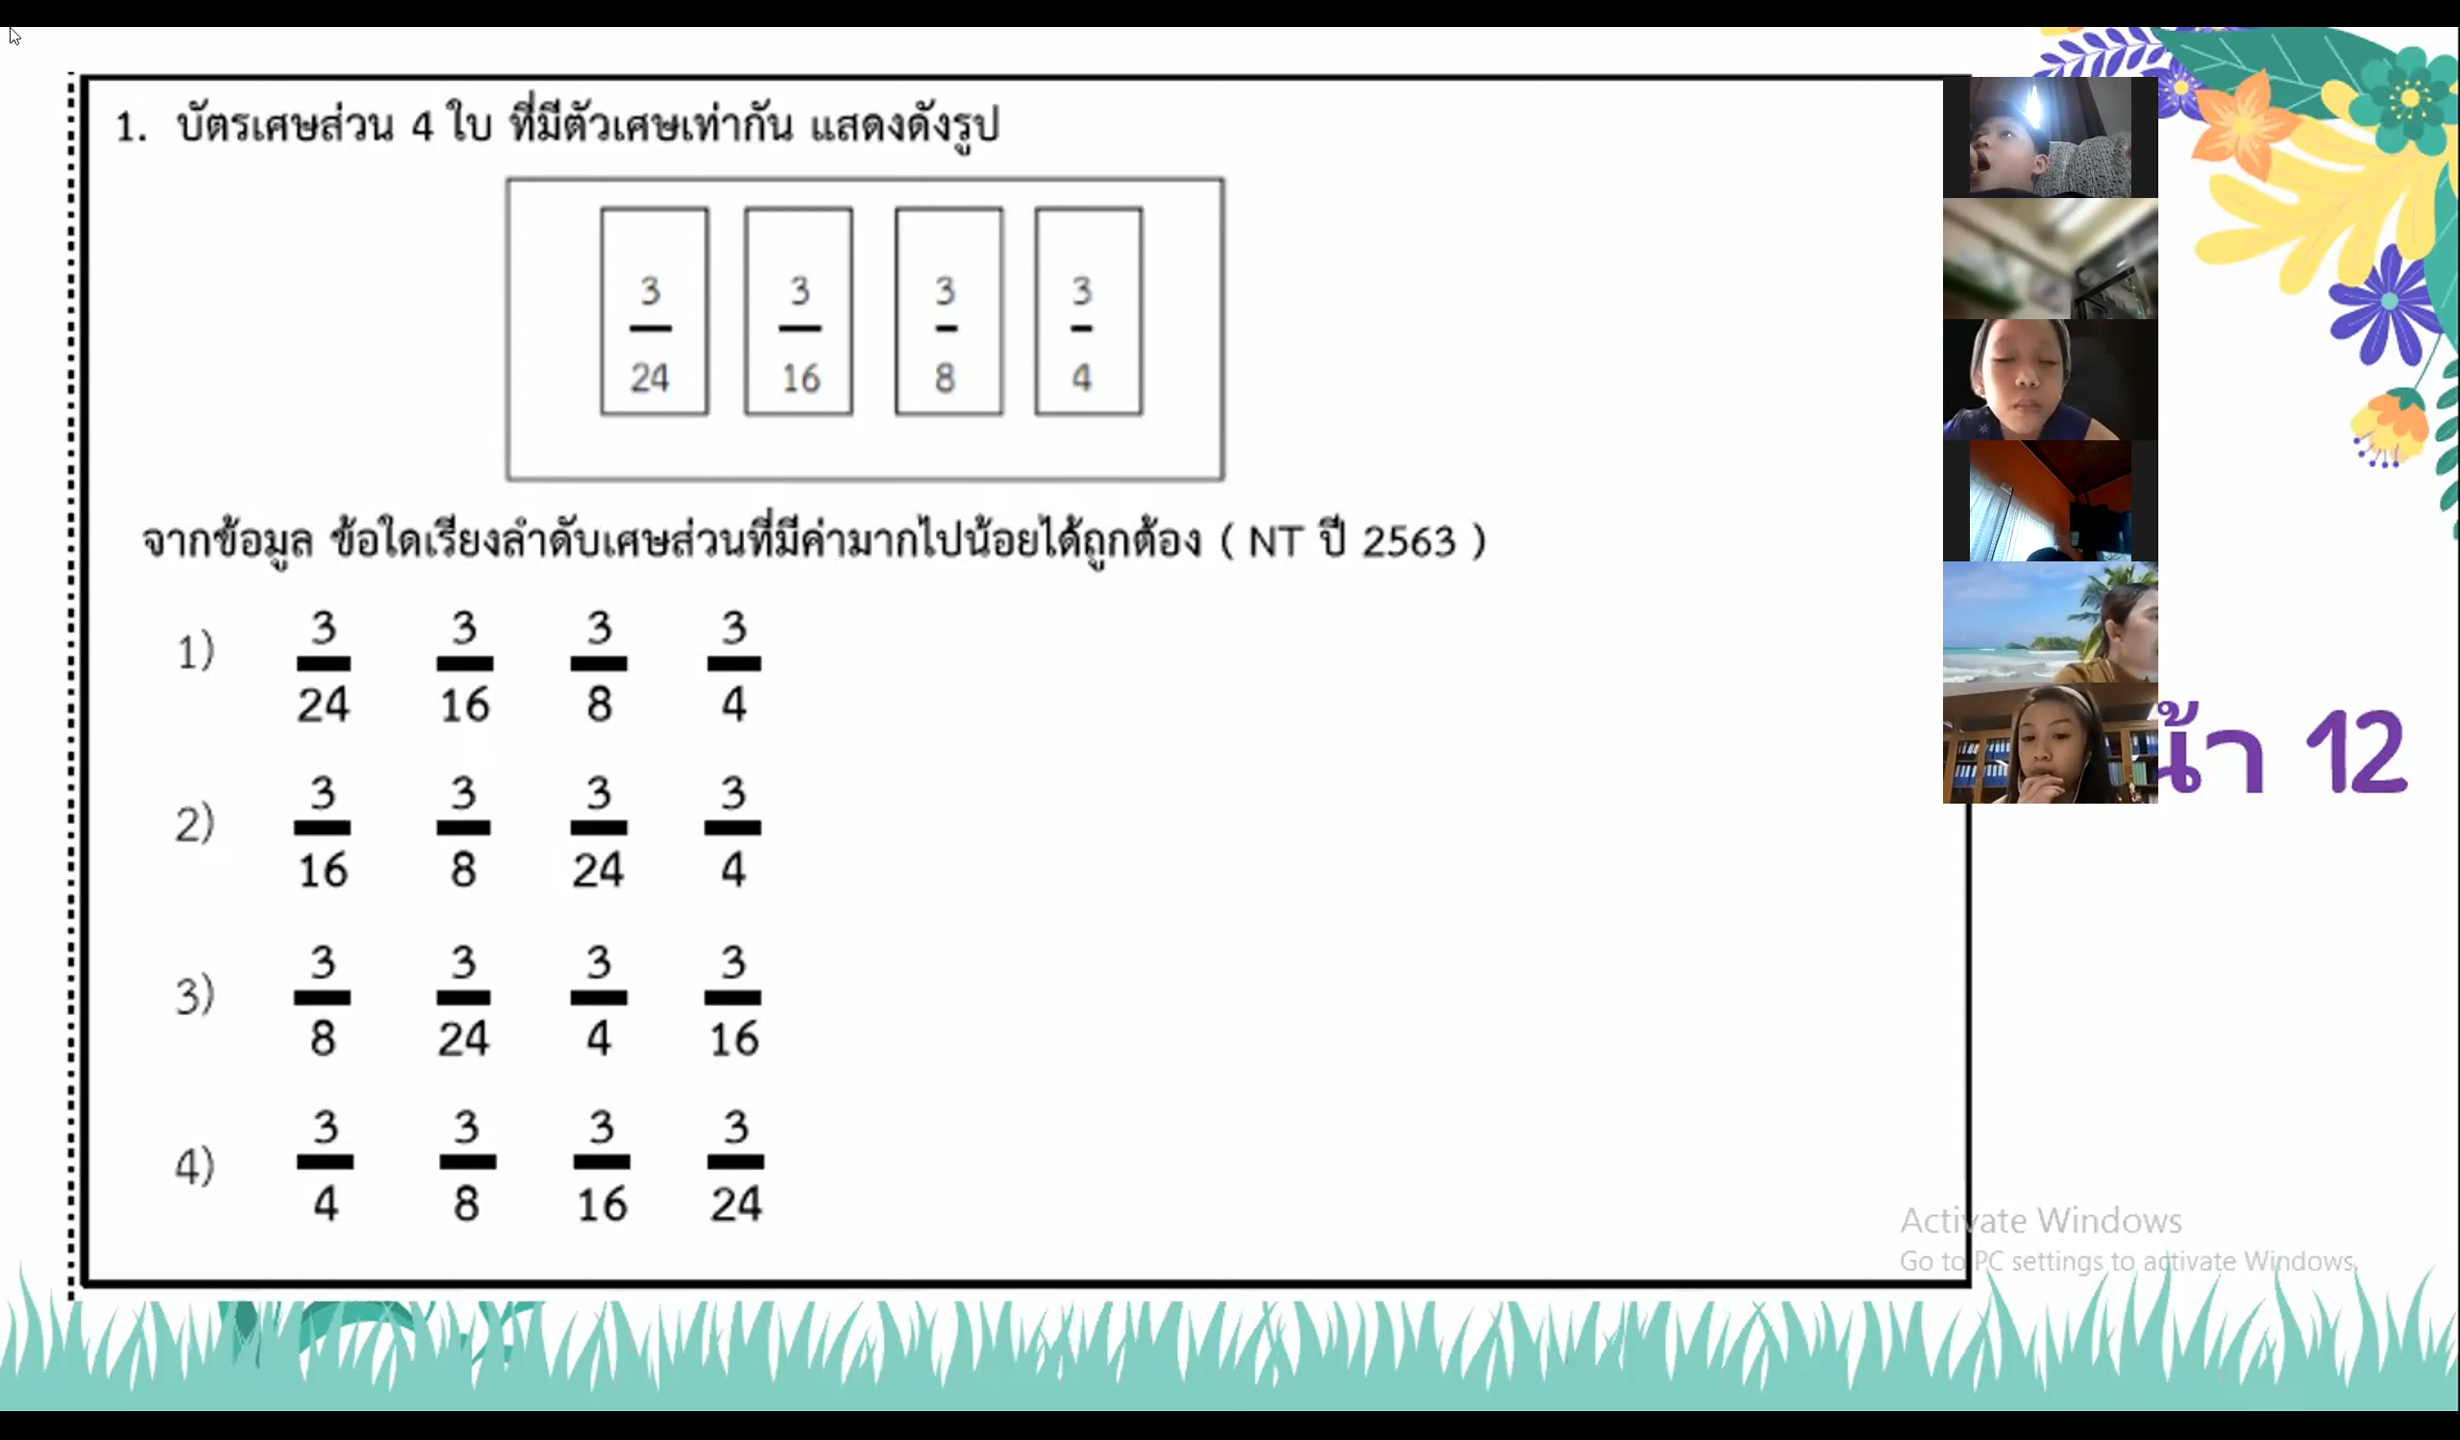 1. บัตรเศษส่วน 4 ใบ ที่มีตัวเศษเท่ากัน แสดงดังรูป
3 3 3 3
24 16 8 4
จากข้อมูล ข้อใดเรียงลำดับเศษส่วนที่มีค่ามากไปน้อยได้ถูกต้อง ( NT ปี 2563 )
3 3 3 3
1)
24 16 8 4
3 3 3 3
2)
16 8 24 4
3 3 3 3
3)
8 24 4 16
3 3 3 3
4)
4 8 16 24
12
Activate Windows
Go to PC settings to activate Windows.